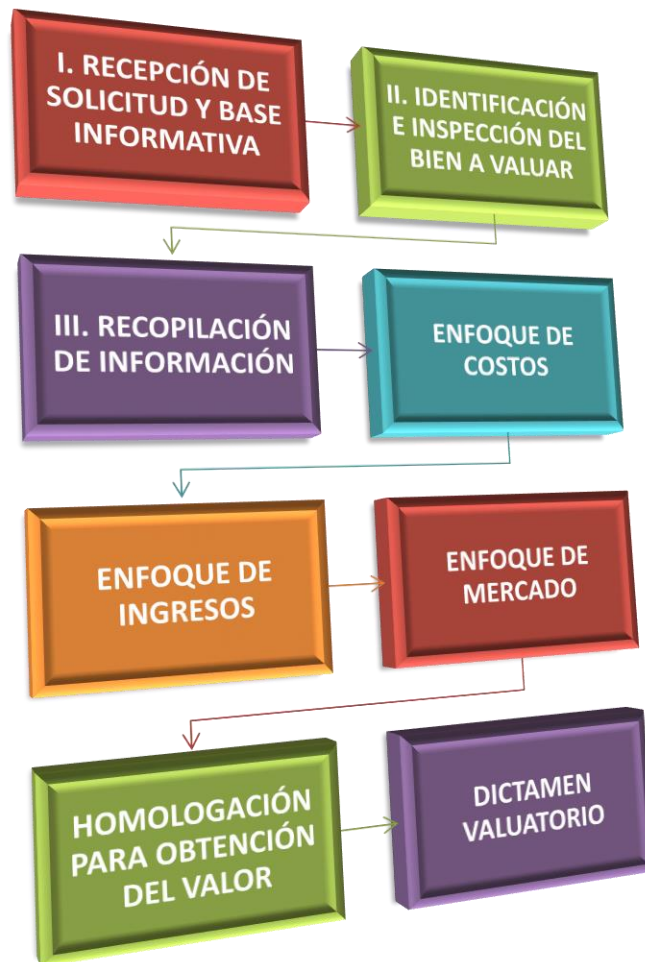 I. RECEPCIÓN DE
SOLICITUD Y BASE
INFORMATIVA
II. IDENTIFICACIÓN
E INSPECCIÓN DEL
BIEN A VALUAR
III. RECOPILACIÓN
DE INFORMACIÓN
ENFOQUE DE
COSTOS
ENFOQUE DE
INGRESOS
ENFOQUE DE
MERCADO
HOMOLOGACIÓN
PARA OBTENCIÓN
DEL VALOR
DICTAMEN
VALUATORIO